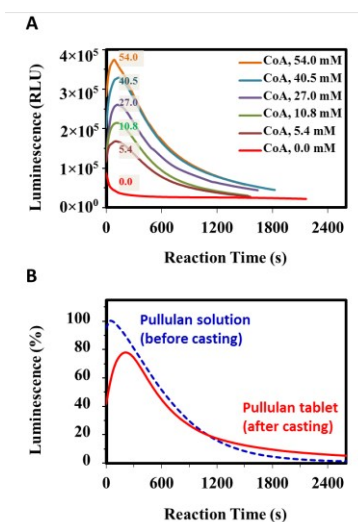 A
4×10⁵
3×10⁵
2×10⁵
1×10⁵
0×10⁰
Luminescence (RLU)
54.0
40.5
27.0
10.8
5.4
0.0
CoA, 54.0 mM
CoA, 40.5 mM
CoA, 27.0 mM
CoA, 10.8 mM
CoA, 5.4 mM
CoA, 0.0 mM
0 600 1200 1800 2400
Reaction Time (s)
B
100
80
60
40
20
0
Luminescence (%)
Pullulan solution
(before casting)
Pullulan tablet
(after casting)
0 600 1200 1800 2400
Reaction Time (s)